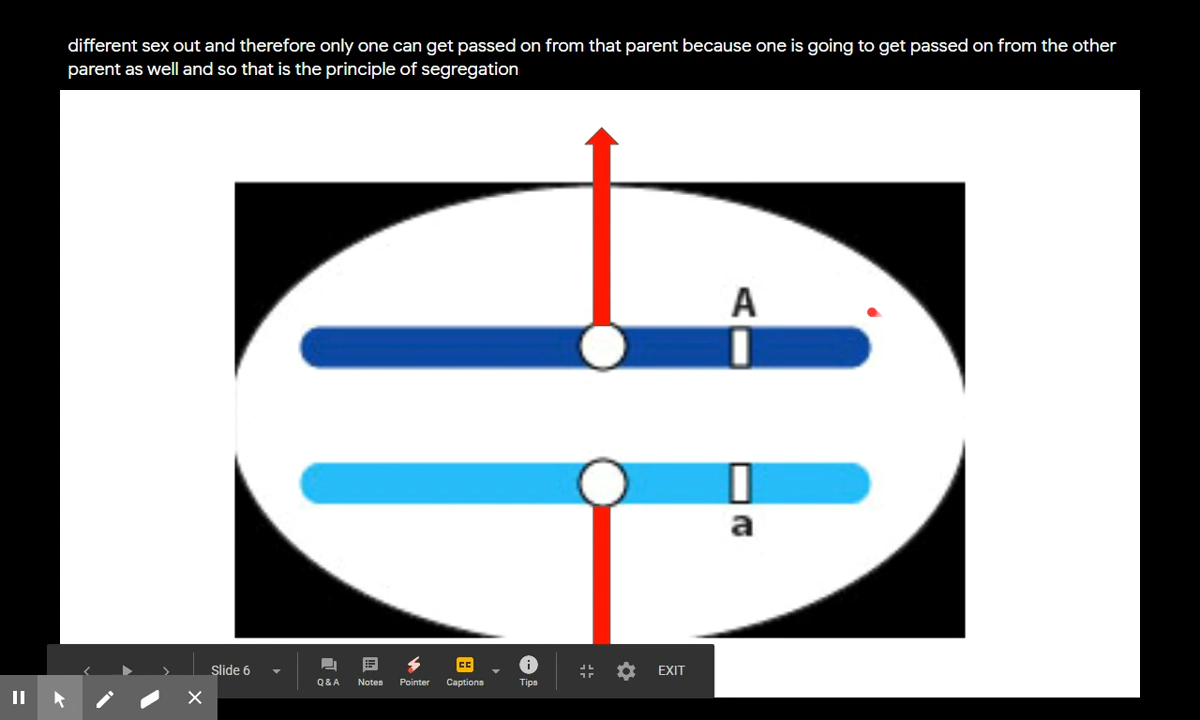 different sex out and therefore only one can get passed on from that parent because one is going to get passed on from the other
parent as well and so that is the principle of segregation
A
a
Slide 6
Q & A
Notes
Pointer
CC
Captions
i
Tips
EXIT